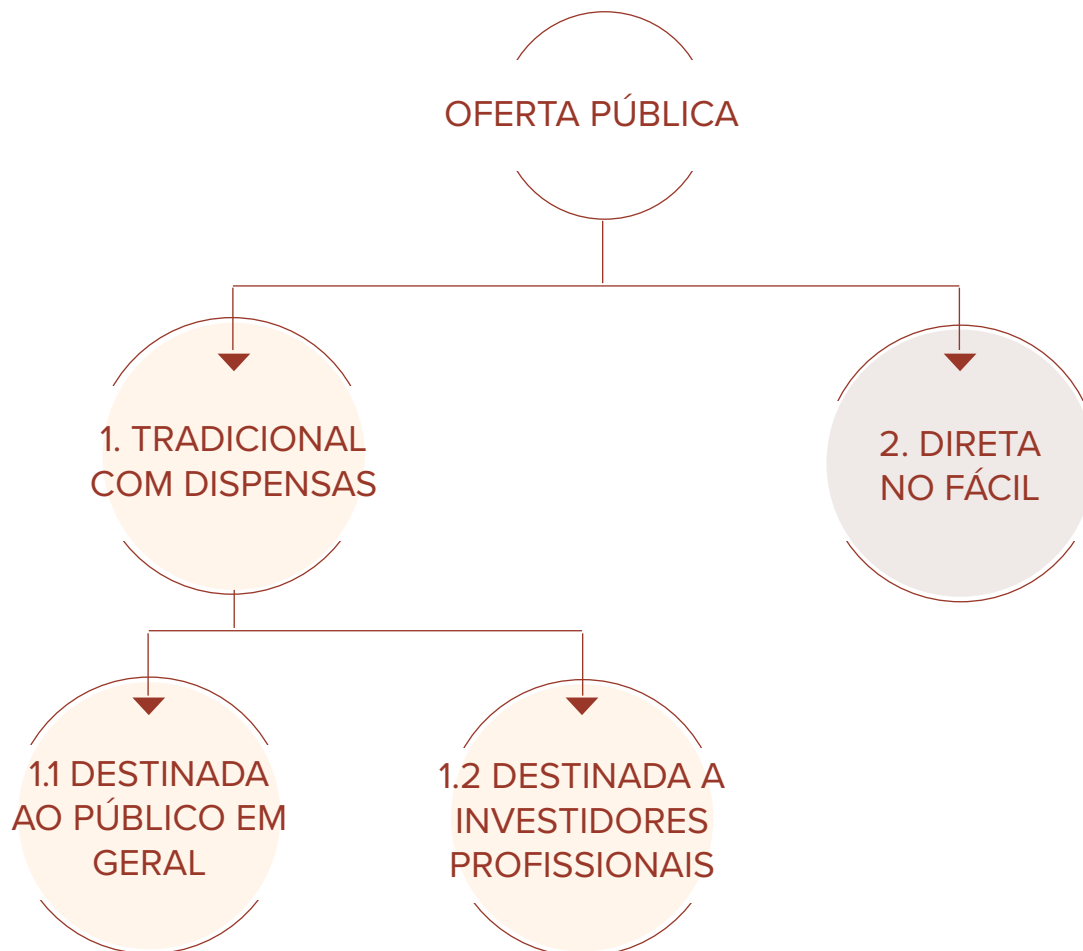 OFERTA PÚBLICA
1. TRADICIONAL
COM DISPENSAS
2. DIRETA
NO FÁCIL
1.1 DESTINADA
AO PÚBLICO EM
GERAL
1.2 DESTINADA A
INVESTIDORES
PROFISSIONAIS